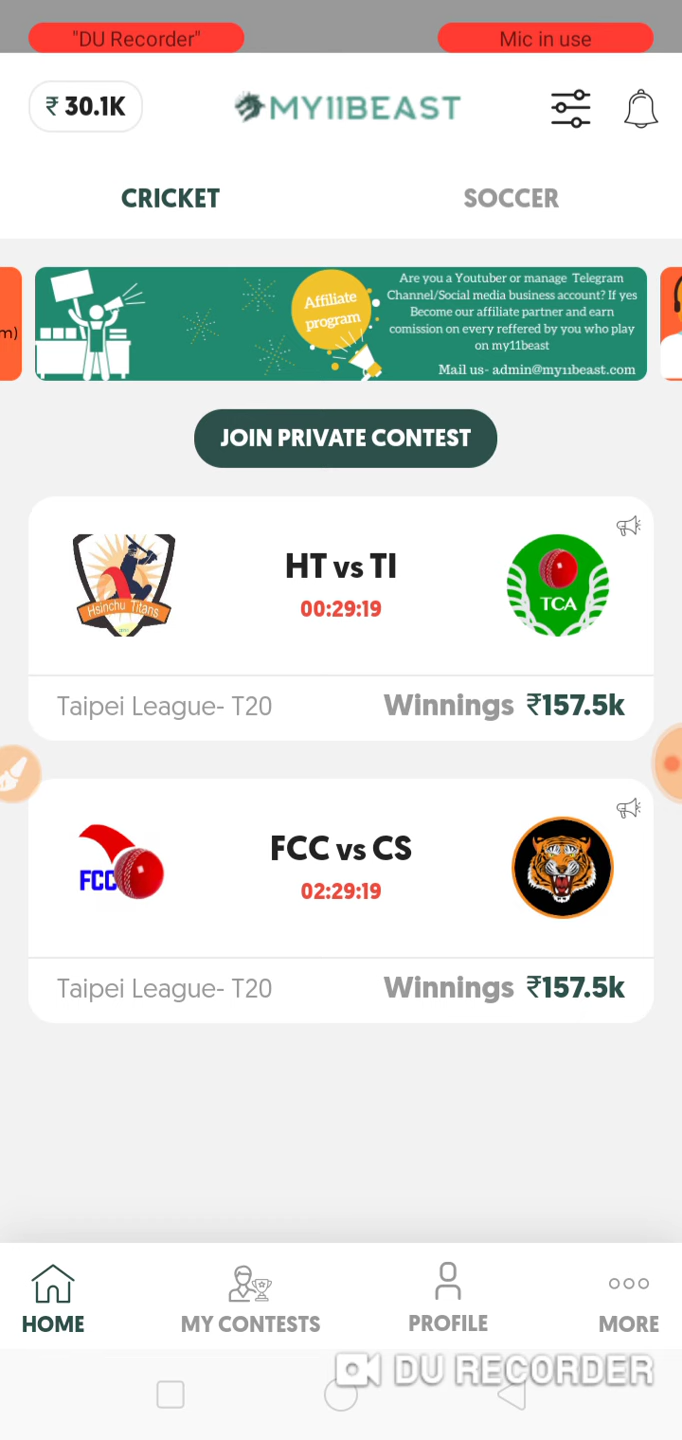 "DU Recorder" Mic in use
₹ 30.1K MY11BEAST
CRICKET SOCCER
m)
Affiliate
program
Are you a Youtuber or manage Telegram
Channel/Social media business account? If yes
Become our affiliate partner and earn
comission on every reffered by you who play
on my11beast
Mail us- admin@my11beast.com
JOIN PRIVATE CONTEST
Hsinchu Titans
HT vs TI
00:29:19
TCA
Taipei League- T20 Winnings ₹157.5k
FCC
FCC vs CS
02:29:19
Taipei League- T20 Winnings ₹157.5k
HOME MY CONTESTS PROFILE MORE
DU RECORDER